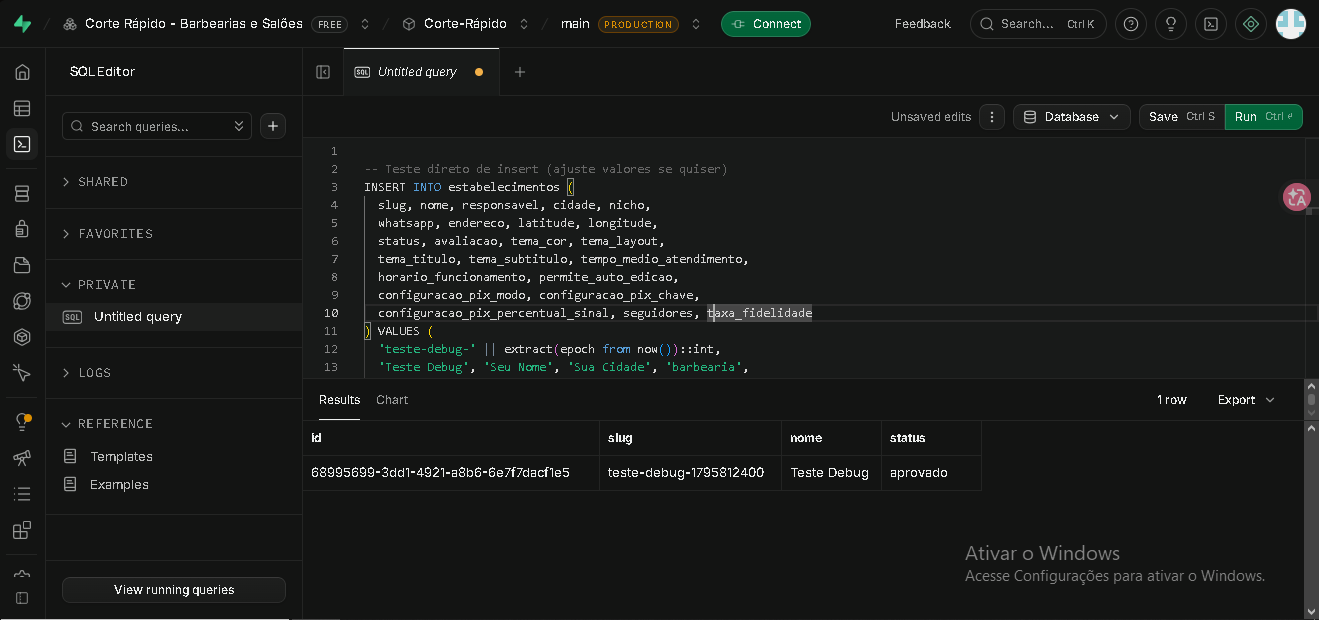 Corte Rápido - Barbearias e Salões FREE / Corte-Rápido / main PRODUCTION Connect Feedback Search... Ctrl K
SQL Editor
SQL Untitled query
Search queries...
Unsaved edits Database Save Ctrl S Run Ctrl ↵
SHARED
FAVORITES
PRIVATE
SQL Untitled query
LOGS
REFERENCE
Templates
Examples
View running queries
1
2 -- Teste direto de insert (ajuste valores se quiser)
3 INSERT INTO estabelecimentos (
4 slug, nome, responsavel, cidade, nicho,
5 whatsapp, endereco, latitude, longitude,
6 status, avaliacao, tema_cor, tema_layout,
7 tema_titulo, tema_subtitulo, tempo_medio_atendimento,
8 horario_funcionamento, permite_auto_edicao,
9 configuracao_pix_modo, configuracao_pix_chave,
10 configuracao_pix_percentual_sinal, seguidores, taxa_fidelidade
11 ) VALUES (
12 'teste-debug-' || extract(epoch from now())::int,
13 'Teste Debug', 'Seu Nome', 'Sua Cidade', 'barbearia',
Results Chart 1 row Export
id slug nome status
68995699-3dd1-4921-a8b6-6e7f7dacf1e5 teste-debug-1795812400 Teste Debug aprovado
Ativar o Windows
Acesse Configurações para ativar o Windows.